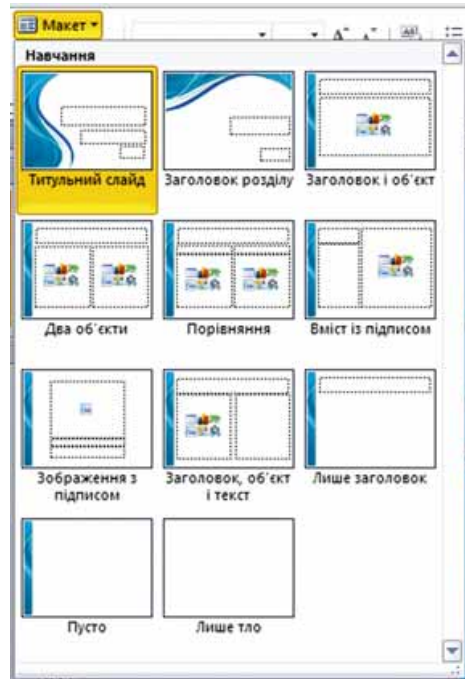 Макет
Навчання
Титульний слайд
Заголовок розділу
Заголовок і об'єкт
Два об'єкти
Порівняння
Вміст із підписом
Зображення з
підписом
Заголовок, об'єкт
і текст
Лише заголовок
Пусто
Лише тло